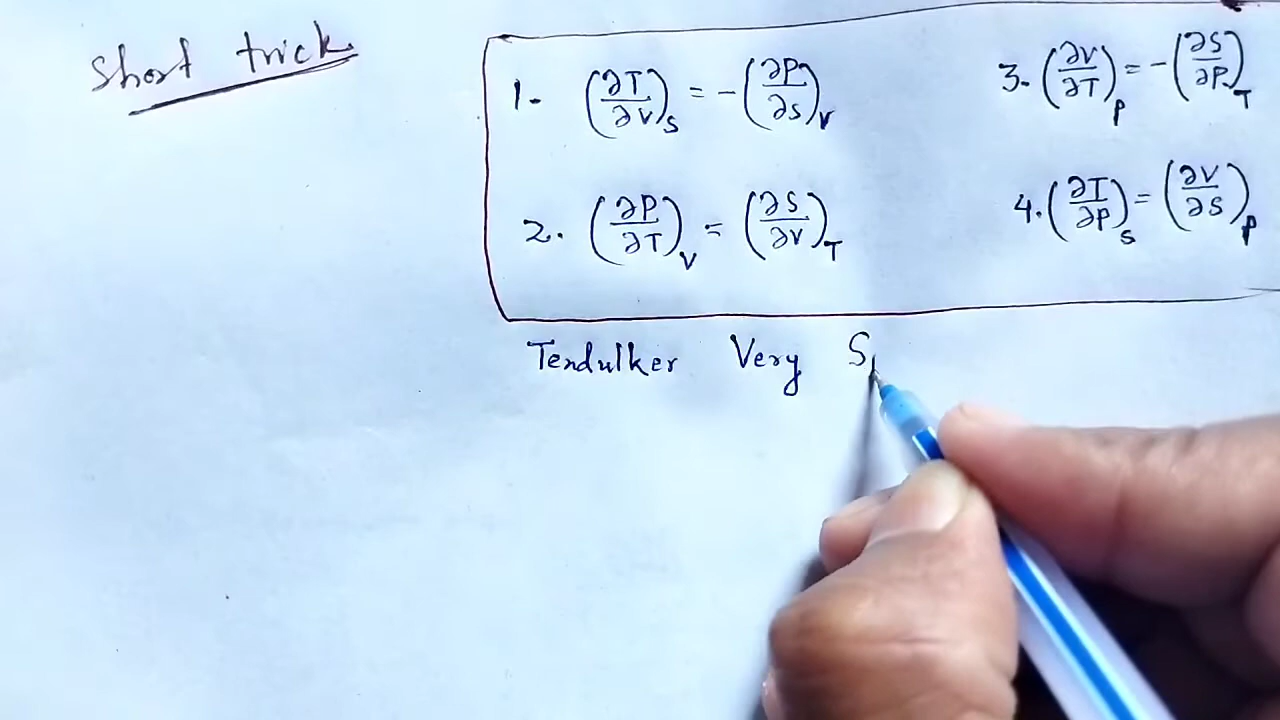 Short trick
1. (∂T/∂V)_S = -(∂P/∂S)_V
3. (∂V/∂T)_P = -(∂S/∂P)_T
2. (∂P/∂T)_V = (∂S/∂V)_T
4. (∂T/∂P)_S = (∂V/∂S)_P
Tendulker Very S